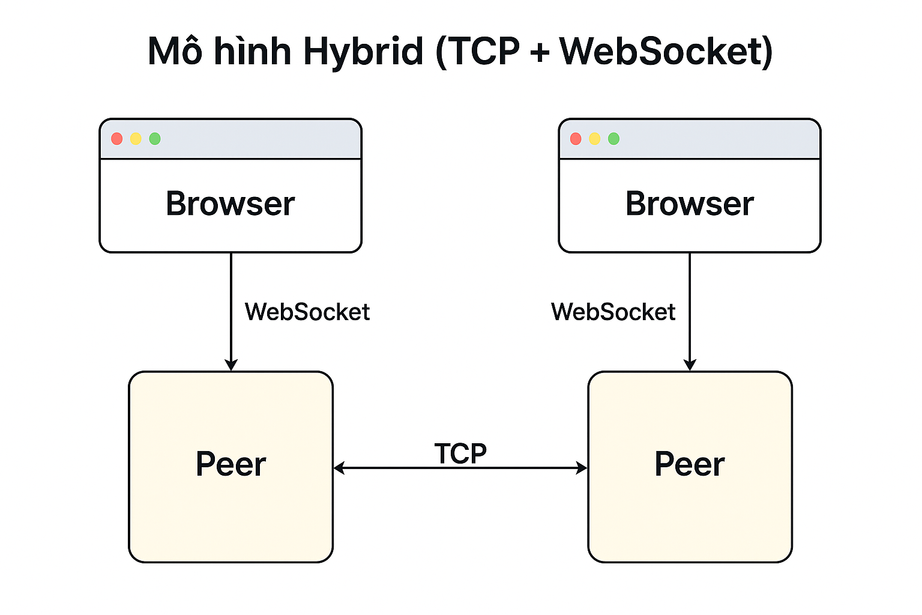 Mô hình Hybrid (TCP + WebSocket)
Browser
Browser
WebSocket
WebSocket
Peer
TCP
Peer